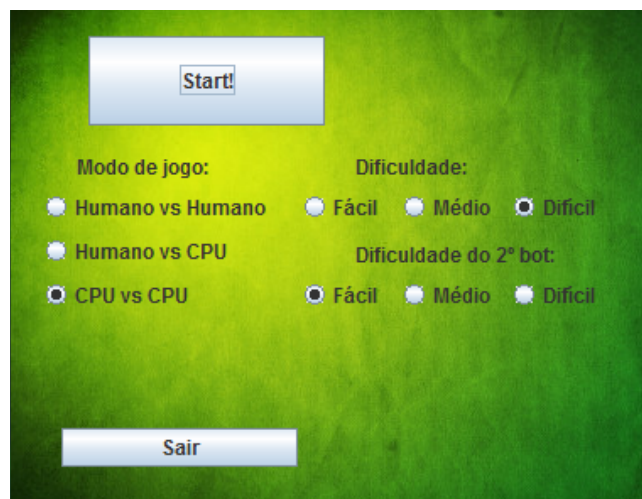 Start!
Modo de jogo: Dificuldade:
Humano vs Humano Fácil Médio Difícil
Humano vs CPU Dificuldade do 2º bot:
CPU vs CPU Fácil Médio Difícil
Sair